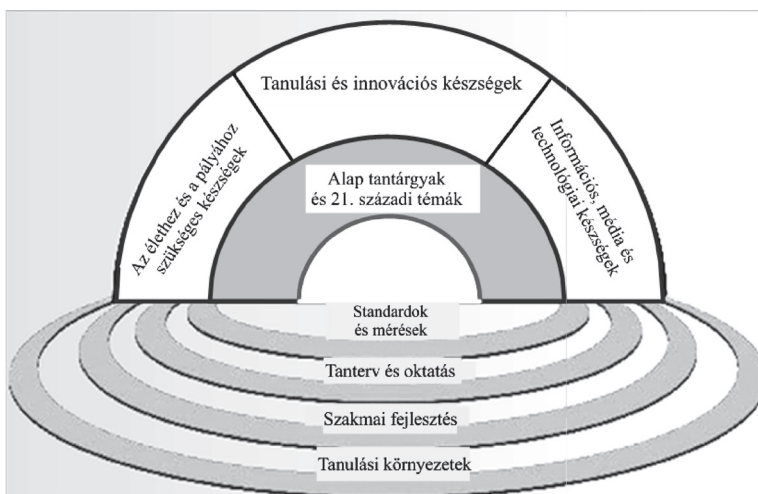 Tanulási és innovációs készségek
Az élethez és a pályához
szükséges készségek
Információs, média és
technológiai készségek
Alap tantárgyak
és 21. századi témák
Standardok
és mérések
Tanterv és oktatás
Szakmai fejlesztés
Tanulási környezetek